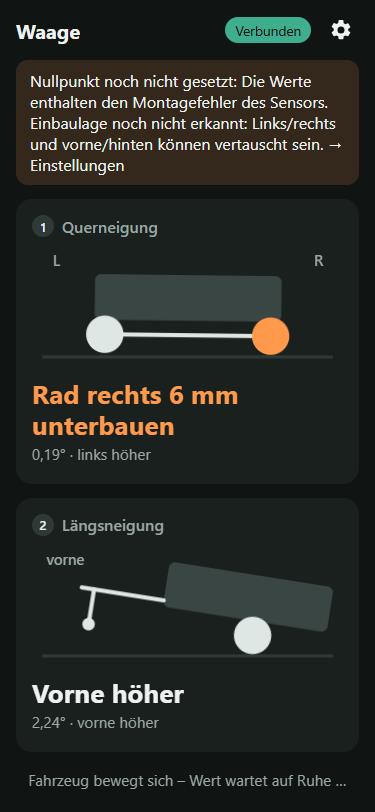 Waage
Verbunden
Nullpunkt noch nicht gesetzt: Die Werte
enthalten den Montagefehler des Sensors.
Einbaulage noch nicht erkannt: Links/rechts
und vorne/hinten können vertauscht sein. →
Einstellungen
1 Querneigung
L
R
Rad rechts 6 mm
unterbauen
0,19° · links höher
2 Längsneigung
vorne
Vorne höher
2,24° · vorne höher
Fahrzeug bewegt sich – Wert wartet auf Ruhe ...